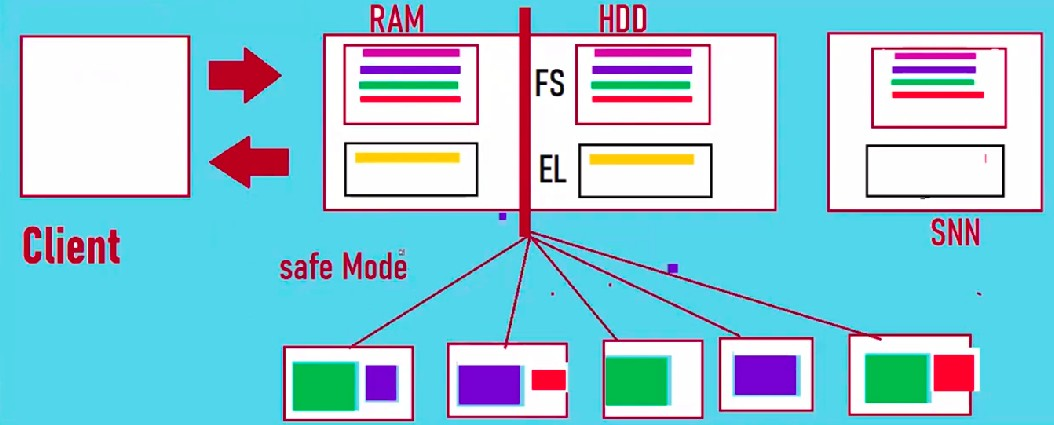 RAM
HDD
FS
EL
Client
SNN
safe Mode